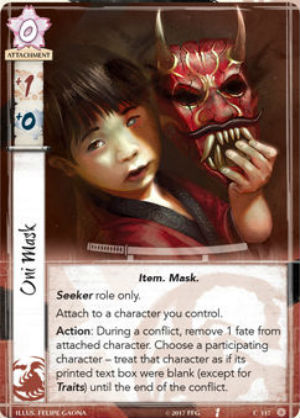 0
ATTACHMENT
+1
+0
Oni Mask
Item. Mask.
Seeker role only.
Attach to a character you control.
Action: During a conflict, remove 1 fate from
attached character. Choose a participating
character – treat that character as if its
printed text box were blank (except for
Traits) until the end of the conflict.
ILLUS. FELIPE GAONA
© 2017 FFG
1
C 117